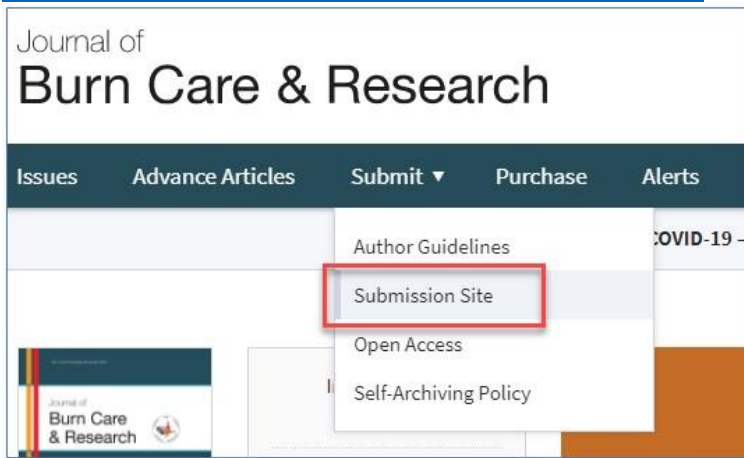 Journal of
Burn Care & Research
Issues Advance Articles Submit ▼ Purchase Alerts
Author Guidelines
COVID-19 –
Submission Site
Open Access
Self-Archiving Policy
Journal of
Burn Care
& Research